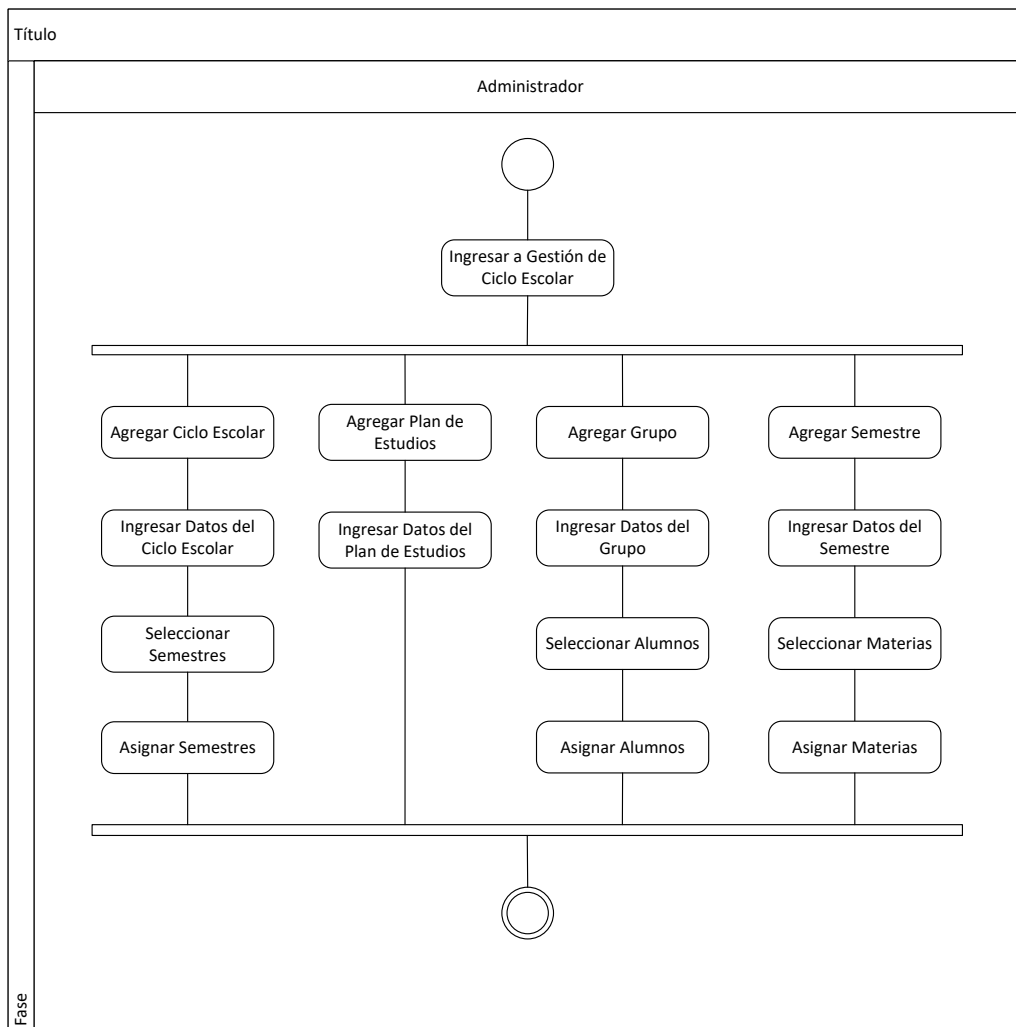 Título
Administrador
Ingresar a Gestión de
Ciclo Escolar
Agregar Ciclo Escolar
Agregar Plan de
Estudios
Agregar Grupo
Agregar Semestre
Ingresar Datos del
Ciclo Escolar
Ingresar Datos del
Plan de Estudios
Ingresar Datos del
Grupo
Ingresar Datos del
Semestre
Seleccionar
Semestres
Seleccionar Alumnos
Seleccionar Materias
Asignar Semestres
Asignar Alumnos
Asignar Materias
Fase